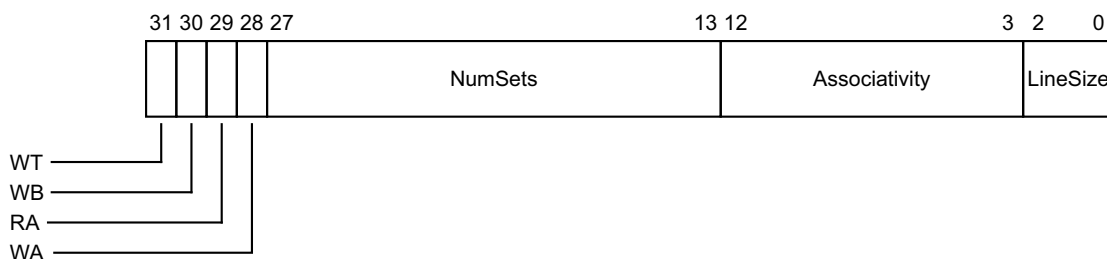 31 30 29 28 27 13 12 3 2 0
NumSets Associativity LineSize
WT
WB
RA
WA